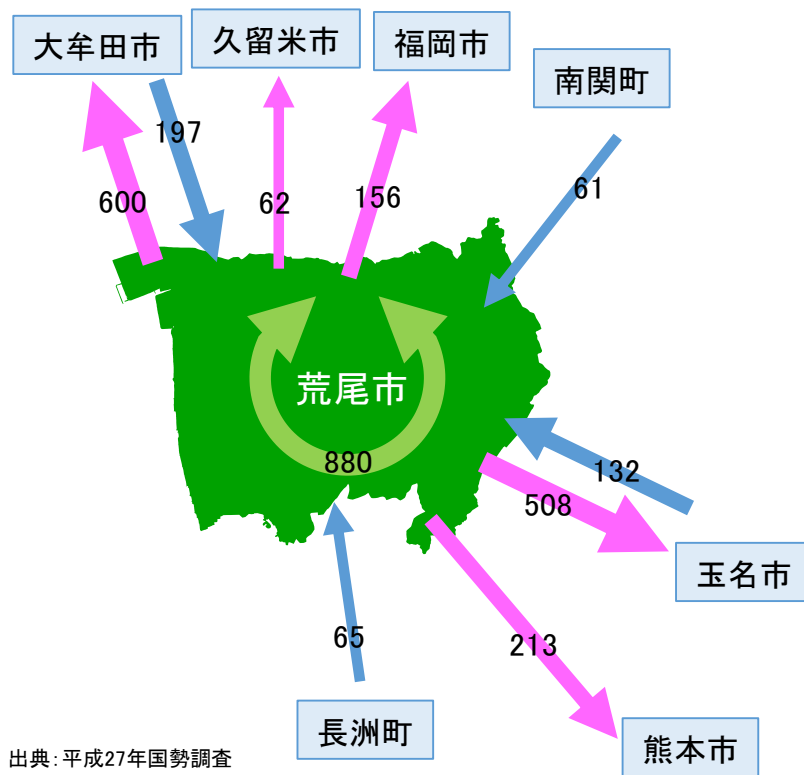 大牟田市
久留米市
福岡市
南関町
197
600
62
156
61
荒尾市
880
132
508
65
213
玉名市
長洲町
熊本市
出典：平成27年国勢調査